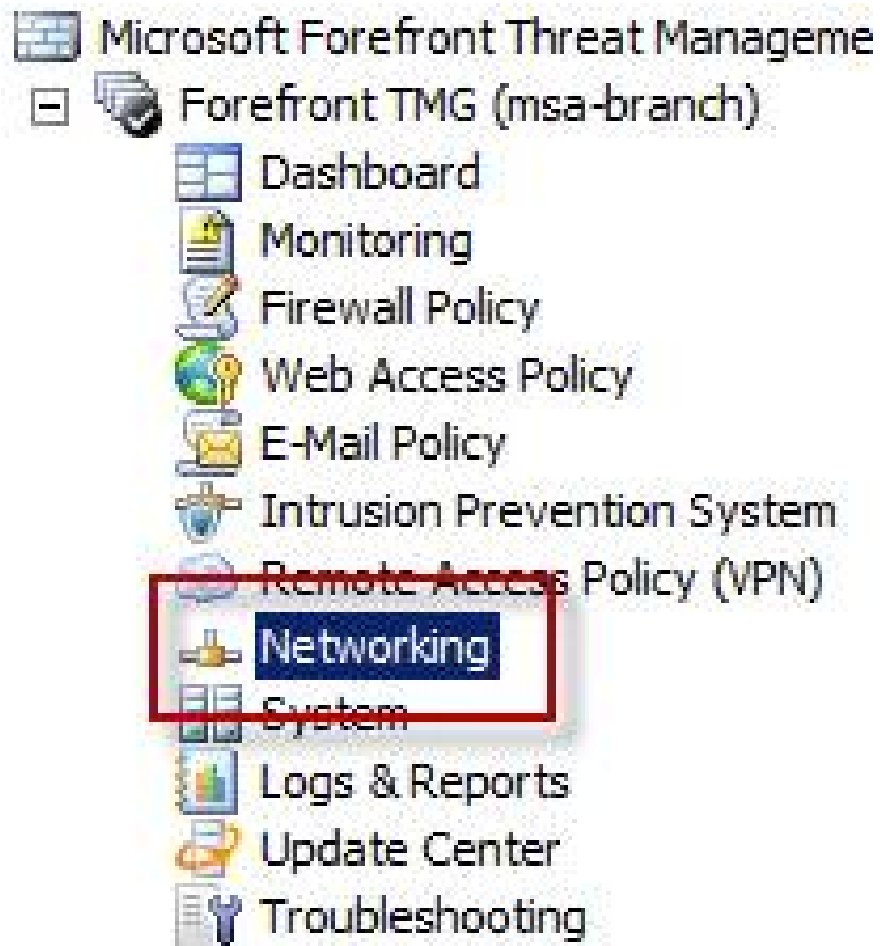 Microsoft Forefront Threat Manageme
Forefront TMG (msa-branch)
Dashboard
Monitoring
Firewall Policy
Web Access Policy
E-Mail Policy
Intrusion Prevention System
Remote Access Policy (VPN)
Networking
System
Logs & Reports
Update Center
Troubleshooting